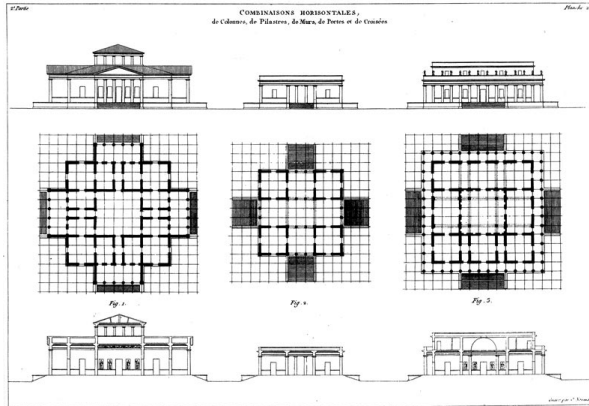 2e Partie
COMBINAISONS HORISONTALES,
Planche 2
de Colonnes, de Pilastres, de Murs, de Portes et de Croisées
Fig. 1.
Fig. 2.
Fig. 3.